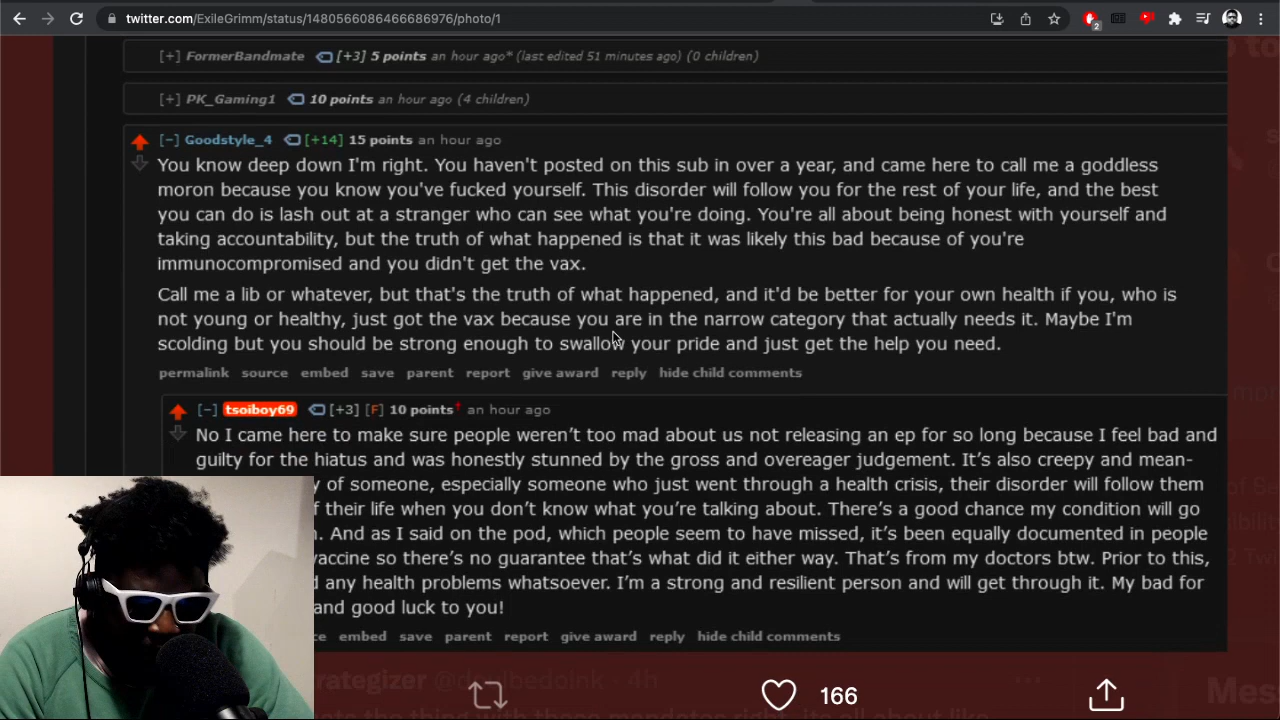 twitter.com/ExileGrimm/status/1480566086466686976/photo/1
2
[+] FormerBandmate [+3] 5 points an hour ago* (last edited 51 minutes ago) (0 children)
[+] PK_Gaming1 10 points an hour ago (4 children)
[−] Goodstyle_4 [+14] 15 points an hour ago
You know deep down I'm right. You haven't posted on this sub in over a year, and came here to call me a goddless
moron because you know you've fucked yourself. This disorder will follow you for the rest of your life, and the best
you can do is lash out at a stranger who can see what you're doing. You're all about being honest with yourself and
taking accountability, but the truth of what happened is that it was likely this bad because of you're
immunocompromised and you didn't get the vax.
Call me a lib or whatever, but that's the truth of what happened, and it'd be better for your own health if you, who is
not young or healthy, just got the vax because you are in the narrow category that actually needs it. Maybe I'm
scolding but you should be strong enough to swallow your pride and just get the help you need.
permalink source embed save parent report give award reply hide child comments
[−] tsoiboy69 [+3] [F] 10 points† an hour ago
No I came here to make sure people weren't too mad about us not releasing an ep for so long because I feel bad and
guilty for the hiatus and was honestly stunned by the gross and overeager judgement. It's also creepy and mean-
y of someone, especially someone who just went through a health crisis, their disorder will follow them
f their life when you don't know what you're talking about. There's a good chance my condition will go
. And as I said on the pod, which people seem to have missed, it's been equally documented in people
vaccine so there's no guarantee that's what did it either way. That's from my doctors btw. Prior to this,
any health problems whatsoever. I'm a strong and resilient person and will get through it. My bad for
and good luck to you!
embed save parent report give award reply hide child comments
166